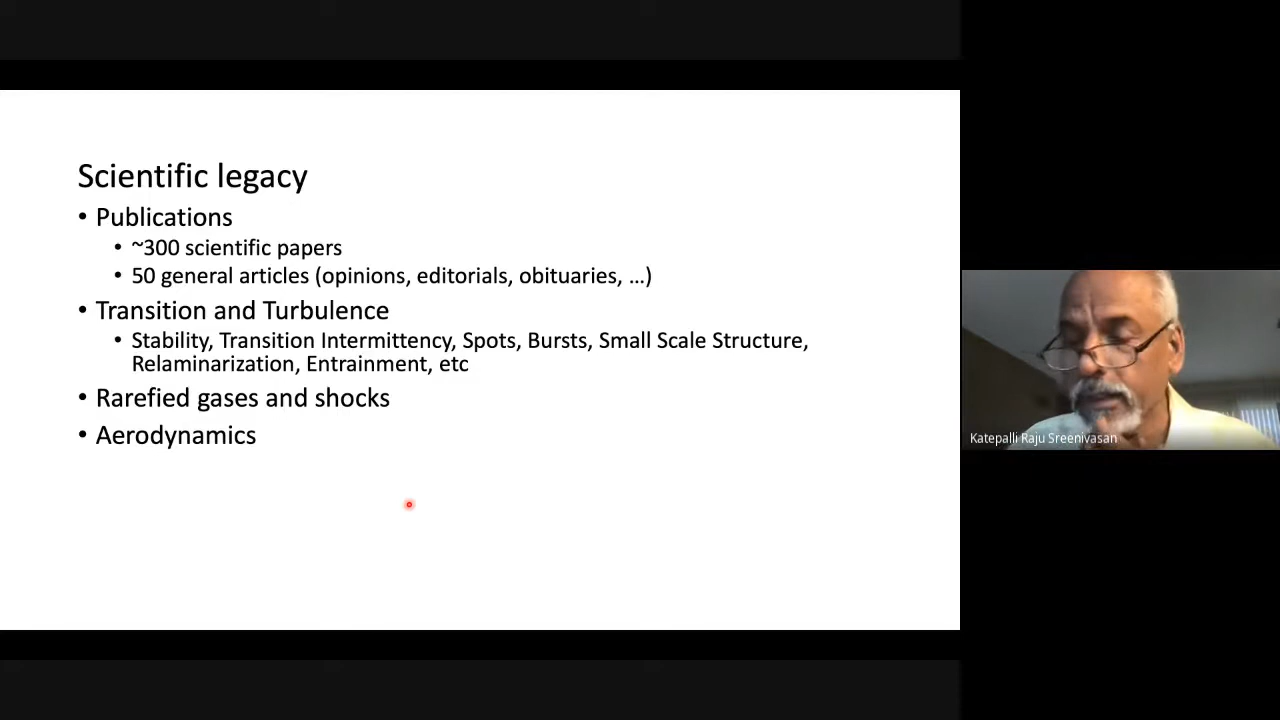 Scientific legacy
• Publications
• ~300 scientific papers
• 50 general articles (opinions, editorials, obituaries, ...)
• Transition and Turbulence
• Stability, Transition Intermittency, Spots, Bursts, Small Scale Structure,
Relaminarization, Entrainment, etc
• Rarefied gases and shocks
• Aerodynamics
Katepalli Raju Sreenivasan